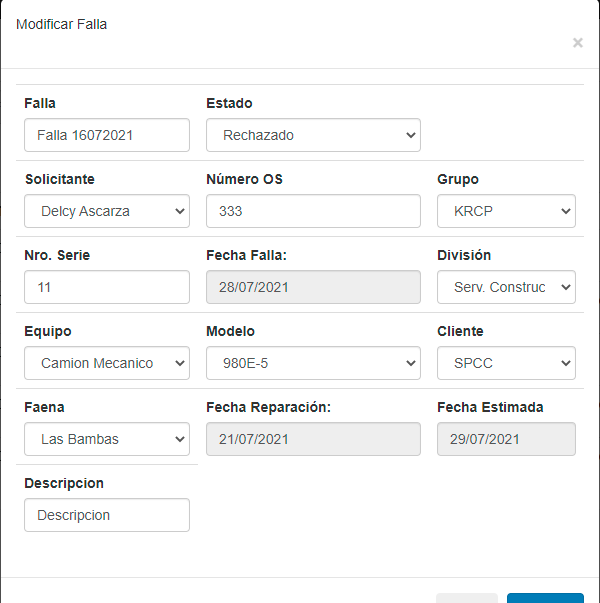 Modificar Falla
×
Falla Estado
Falla 16072021 Rechazado
Solicitante Número OS Grupo
Delcy Ascarza 333 KRCP
Nro. Serie Fecha Falla: División
11 28/07/2021 Serv. Construc
Equipo Modelo Cliente
Camion Mecanico 980E-5 SPCC
Faena Fecha Reparación: Fecha Estimada
Las Bambas 21/07/2021 29/07/2021
Descripcion
Descripcion